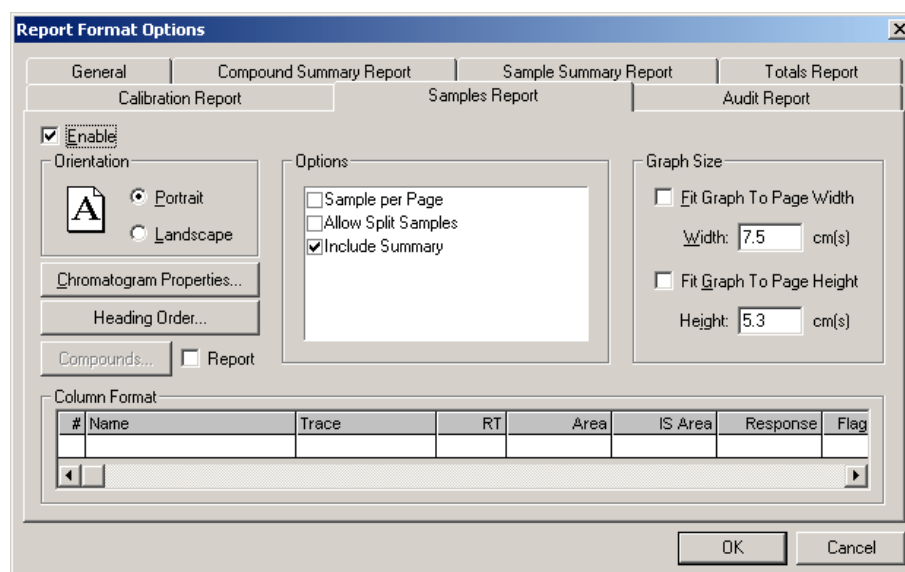 Report Format Options
General
Compound Summary Report
Sample Summary Report
Totals Report
Calibration Report
Samples Report
Audit Report
Enable
Orientation
A
Portrait
Landscape
Chromatogram Properties...
Heading Order...
Compounds...
Report
Options
Sample per Page
Allow Split Samples
Include Summary
Graph Size
Fit Graph To Page Width
Width: 7.5 cm(s)
Fit Graph To Page Height
Height: 5.3 cm(s)
Column Format
# Name Trace RT Area IS Area Response Flag
OK
Cancel